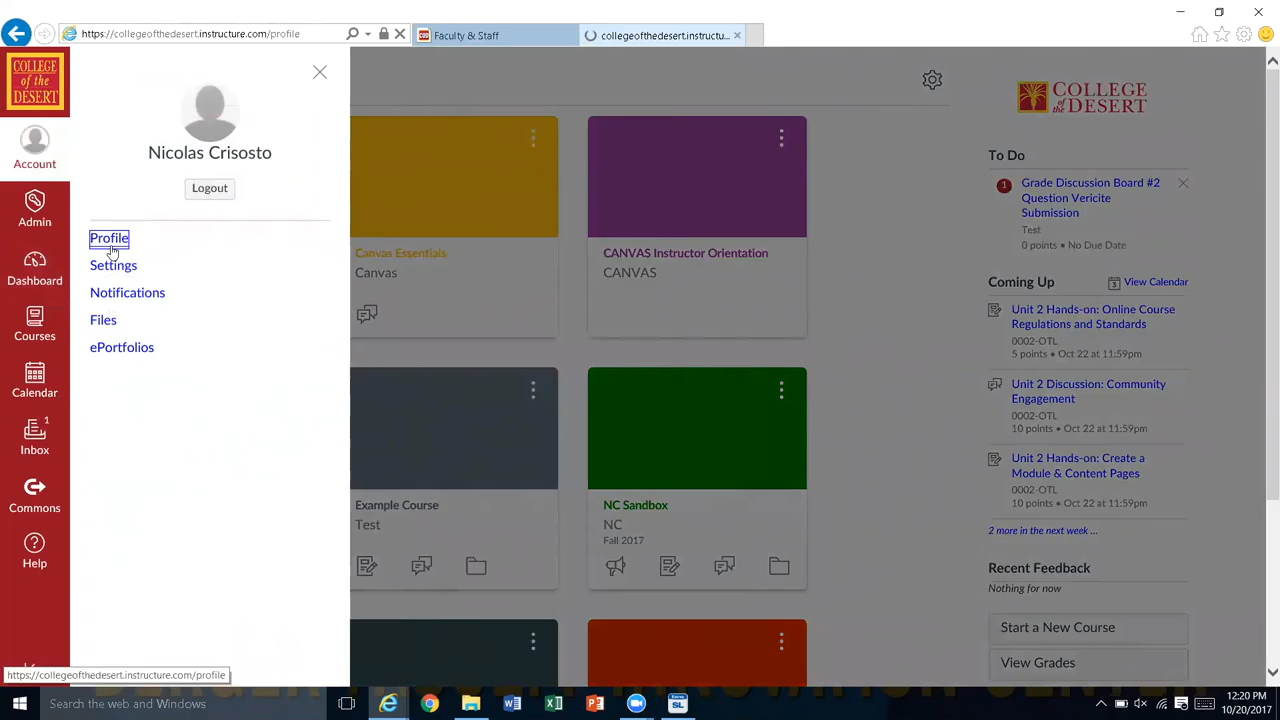 https://collegeofthedesert.instructure.com/profile
COD
Faculty & Staff
collegeofthedesert.instructu...
COLLEGE
of the
DESERT
Account
Admin
Dashboard
Courses
Calendar
1
Inbox
Commons
Help
Nicolas Crisosto
Logout
Profile
Settings
Notifications
Files
ePortfolios
Canvas Essentials
Canvas
CANVAS Instructor Orientation
CANVAS
Example Course
Test
NC Sandbox
NC
Fall 2017
COLLEGE
of the DESERT
To Do
1
Grade Discussion Board #2
Question Vericite
Submission
Test
0 points • No Due Date
Coming Up
View Calendar
Unit 2 Hands-on: Online Course
Regulations and Standards
0002-OTL
5 points • Oct 22 at 11:59pm
Unit 2 Discussion: Community
Engagement
0002-OTL
10 points • Oct 22 at 11:59pm
Unit 2 Hands-on: Create a
Module & Content Pages
0002-OTL
10 points • Oct 22 at 11:59pm
2 more in the next week ...
Recent Feedback
Nothing for now
Start a New Course
View Grades
https://collegeofthedesert.instructure.com/profile
Search the web and Windows
SL
12:20 PM
10/20/2017